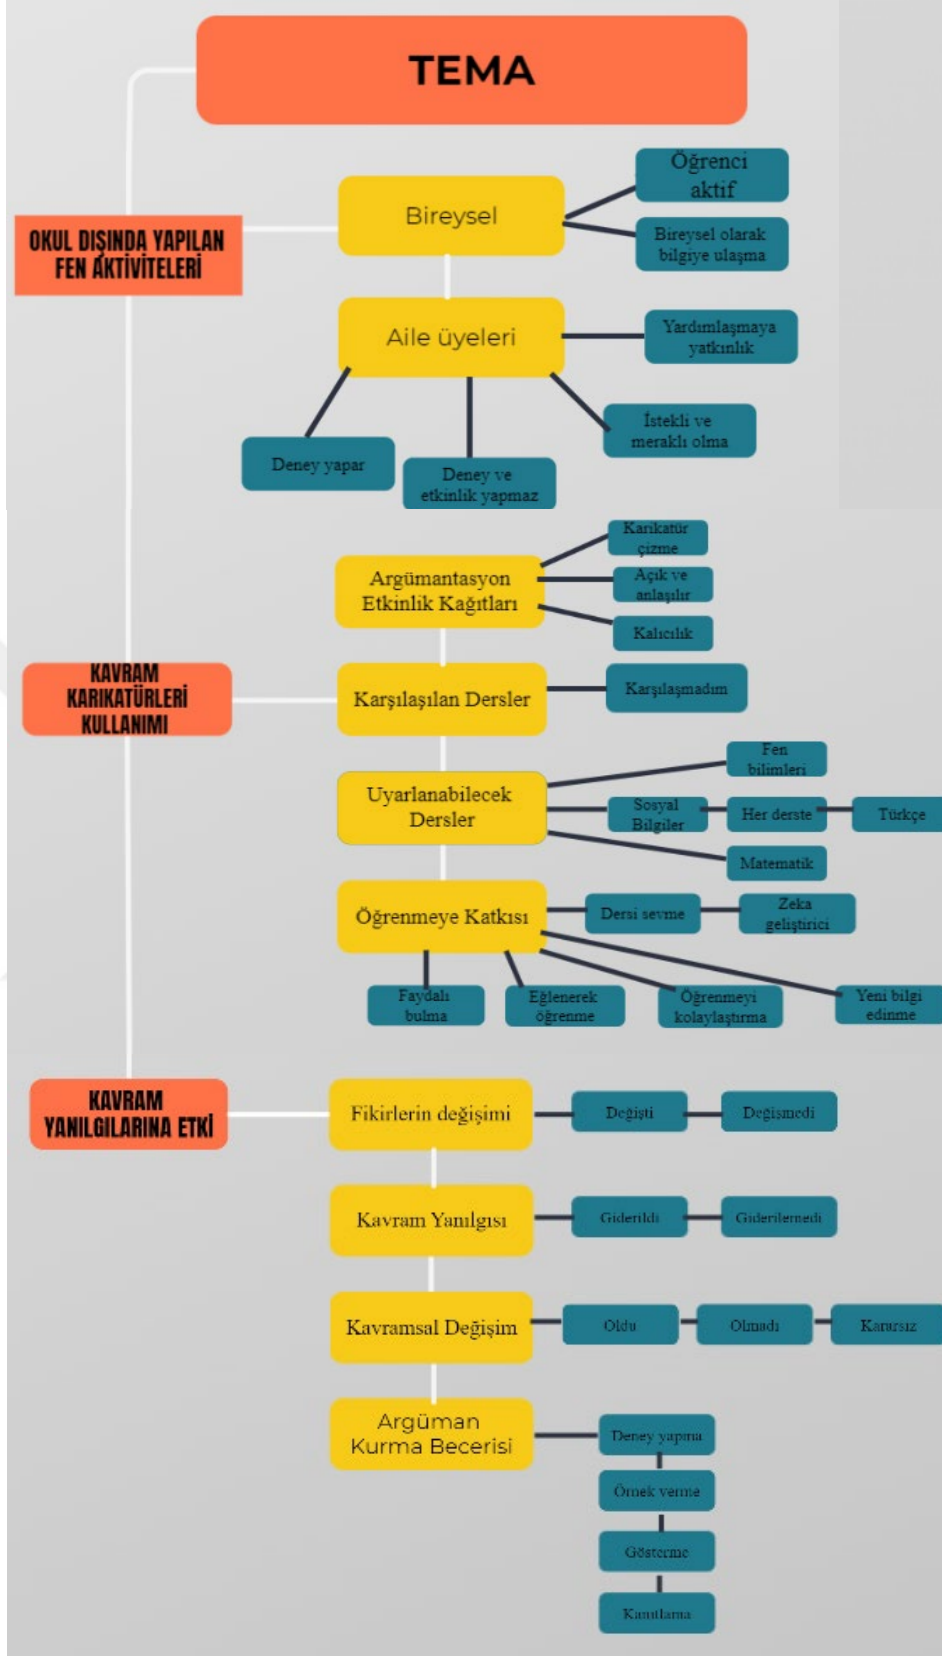 TEMA
OKUL DIŞINDA YAPILAN
FEN AKTİVİTELERİ
Bireysel
Öğrenci
aktif
Bireysel olarak
bilgiye ulaşma
Aile üyeleri
Yardımlaşmaya
yatkınlık
İstekli ve
meraklı olma
Deney yapar
Deney ve
etkinlik yapmaz
KAVRAM
KARİKATÜRLERİ
KULLANIMI
Argümantasyon
Etkinlik Kağıtları
Karikatür
çizme
Açık ve
anlaşılır
Kalıcılık
Karşılaşılan Dersler
Karşılaşmadım
Uyarlanabilecek
Dersler
Fen
bilimleri
Sosyal
Bilgiler
Her derste
Türkçe
Matematik
Öğrenmeye Katkısı
Dersi sevme
Zeka
geliştirici
Faydalı
bulma
Eğlenerek
öğrenme
Öğrenmeyi
kolaylaştırma
Yeni bilgi
edinme
KAVRAM
YANILGILARINA ETKİ
Fikirlerin değişimi
Değişti
Değişmedi
Kavram Yanılgısı
Giderildi
Giderilemedi
Kavramsal Değişim
Oldu
Olmadı
Kararsız
Argüman
Kurma Becerisi
Deney yapma
Örnek verme
Gösterme
Kanıtlama